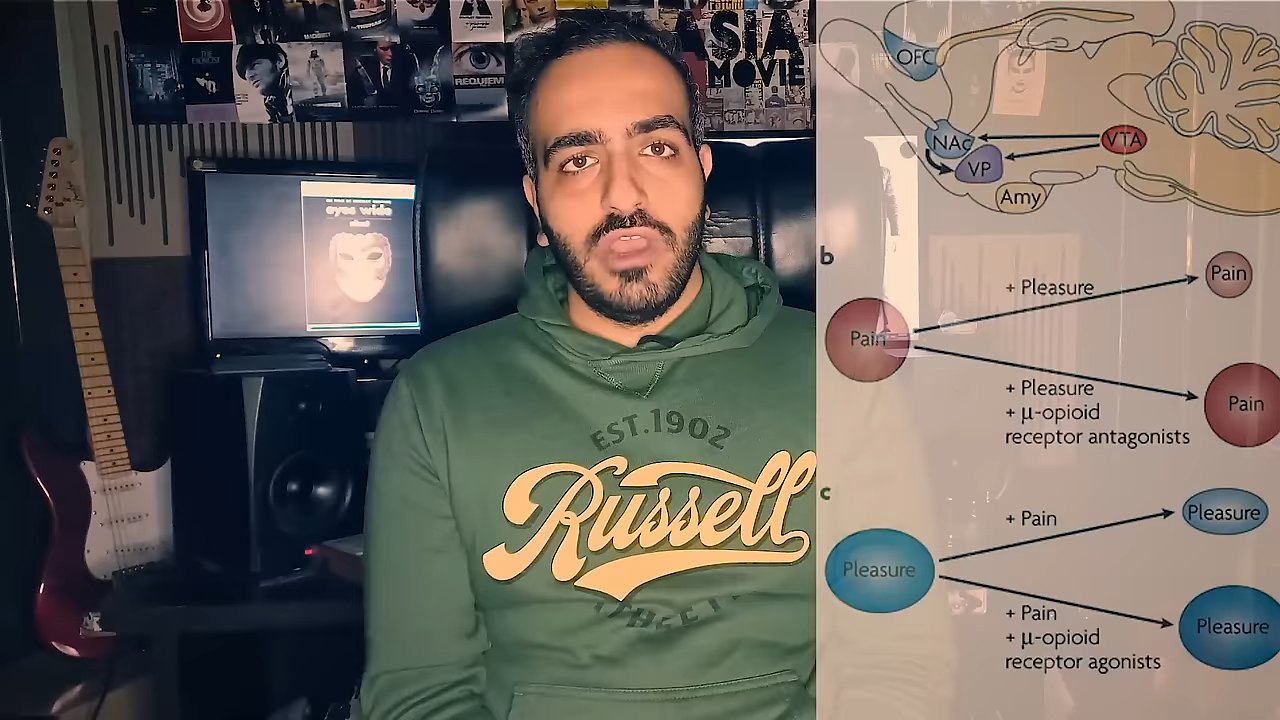 ASIA
MOVIE
REQUIEM
eyes wide
EST.1902
Russell
OFC
NAc
VTA
VP
Amy
b
Pain
+ Pleasure
Pain
+ Pleasure
+ μ-opioid
receptor antagonists
Pain
c
Pleasure
+ Pain
Pleasure
+ Pain
+ μ-opioid
receptor agonists
Pleasure